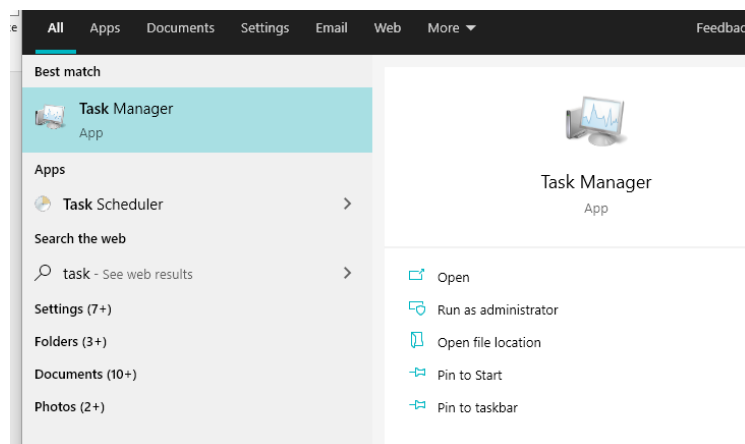 All Apps Documents Settings Email Web More Feedbac
Best match
Task Manager
App
Apps
Task Scheduler
Search the web
task - See web results
Settings (7+)
Folders (3+)
Documents (10+)
Photos (2+)
Task Manager
App
Open
Run as administrator
Open file location
Pin to Start
Pin to taskbar